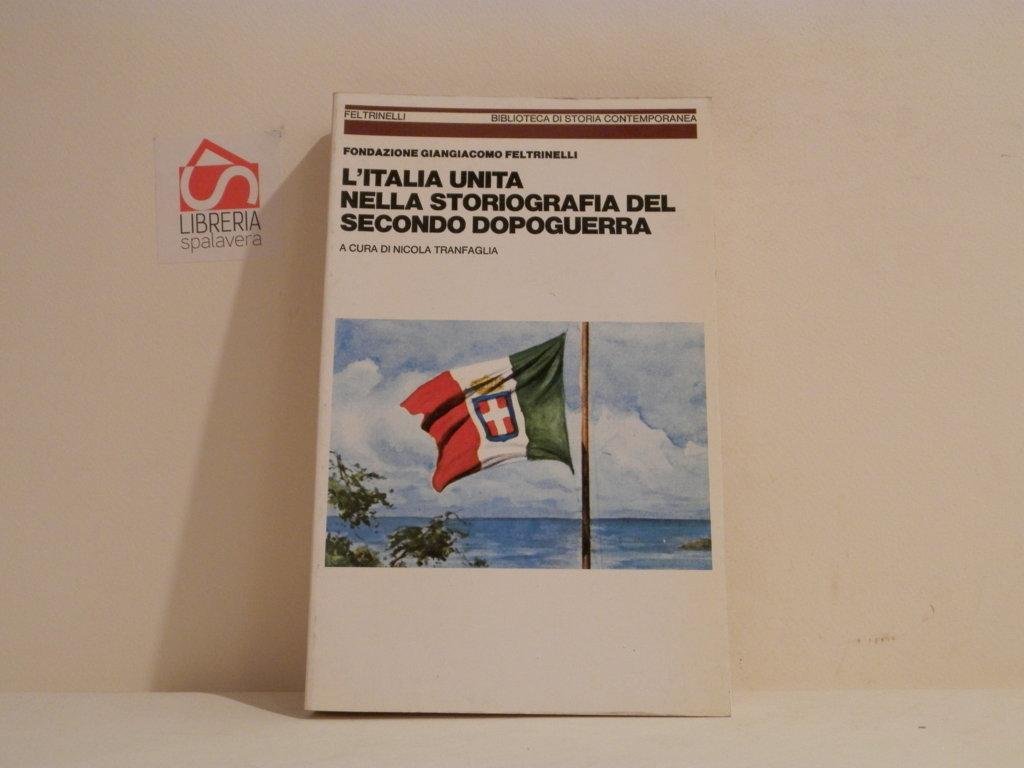 FELTRINELLI BIBLIOTECA DI STORIA CONTEMPORANEA
FONDAZIONE GIANGIACOMO FELTRINELLI
L'ITALIA UNITA
NELLA STORIOGRAFIA DEL
SECONDO DOPOGUERRA
A CURA DI NICOLA TRANFAGLIA
LIBRERIA
spalavera